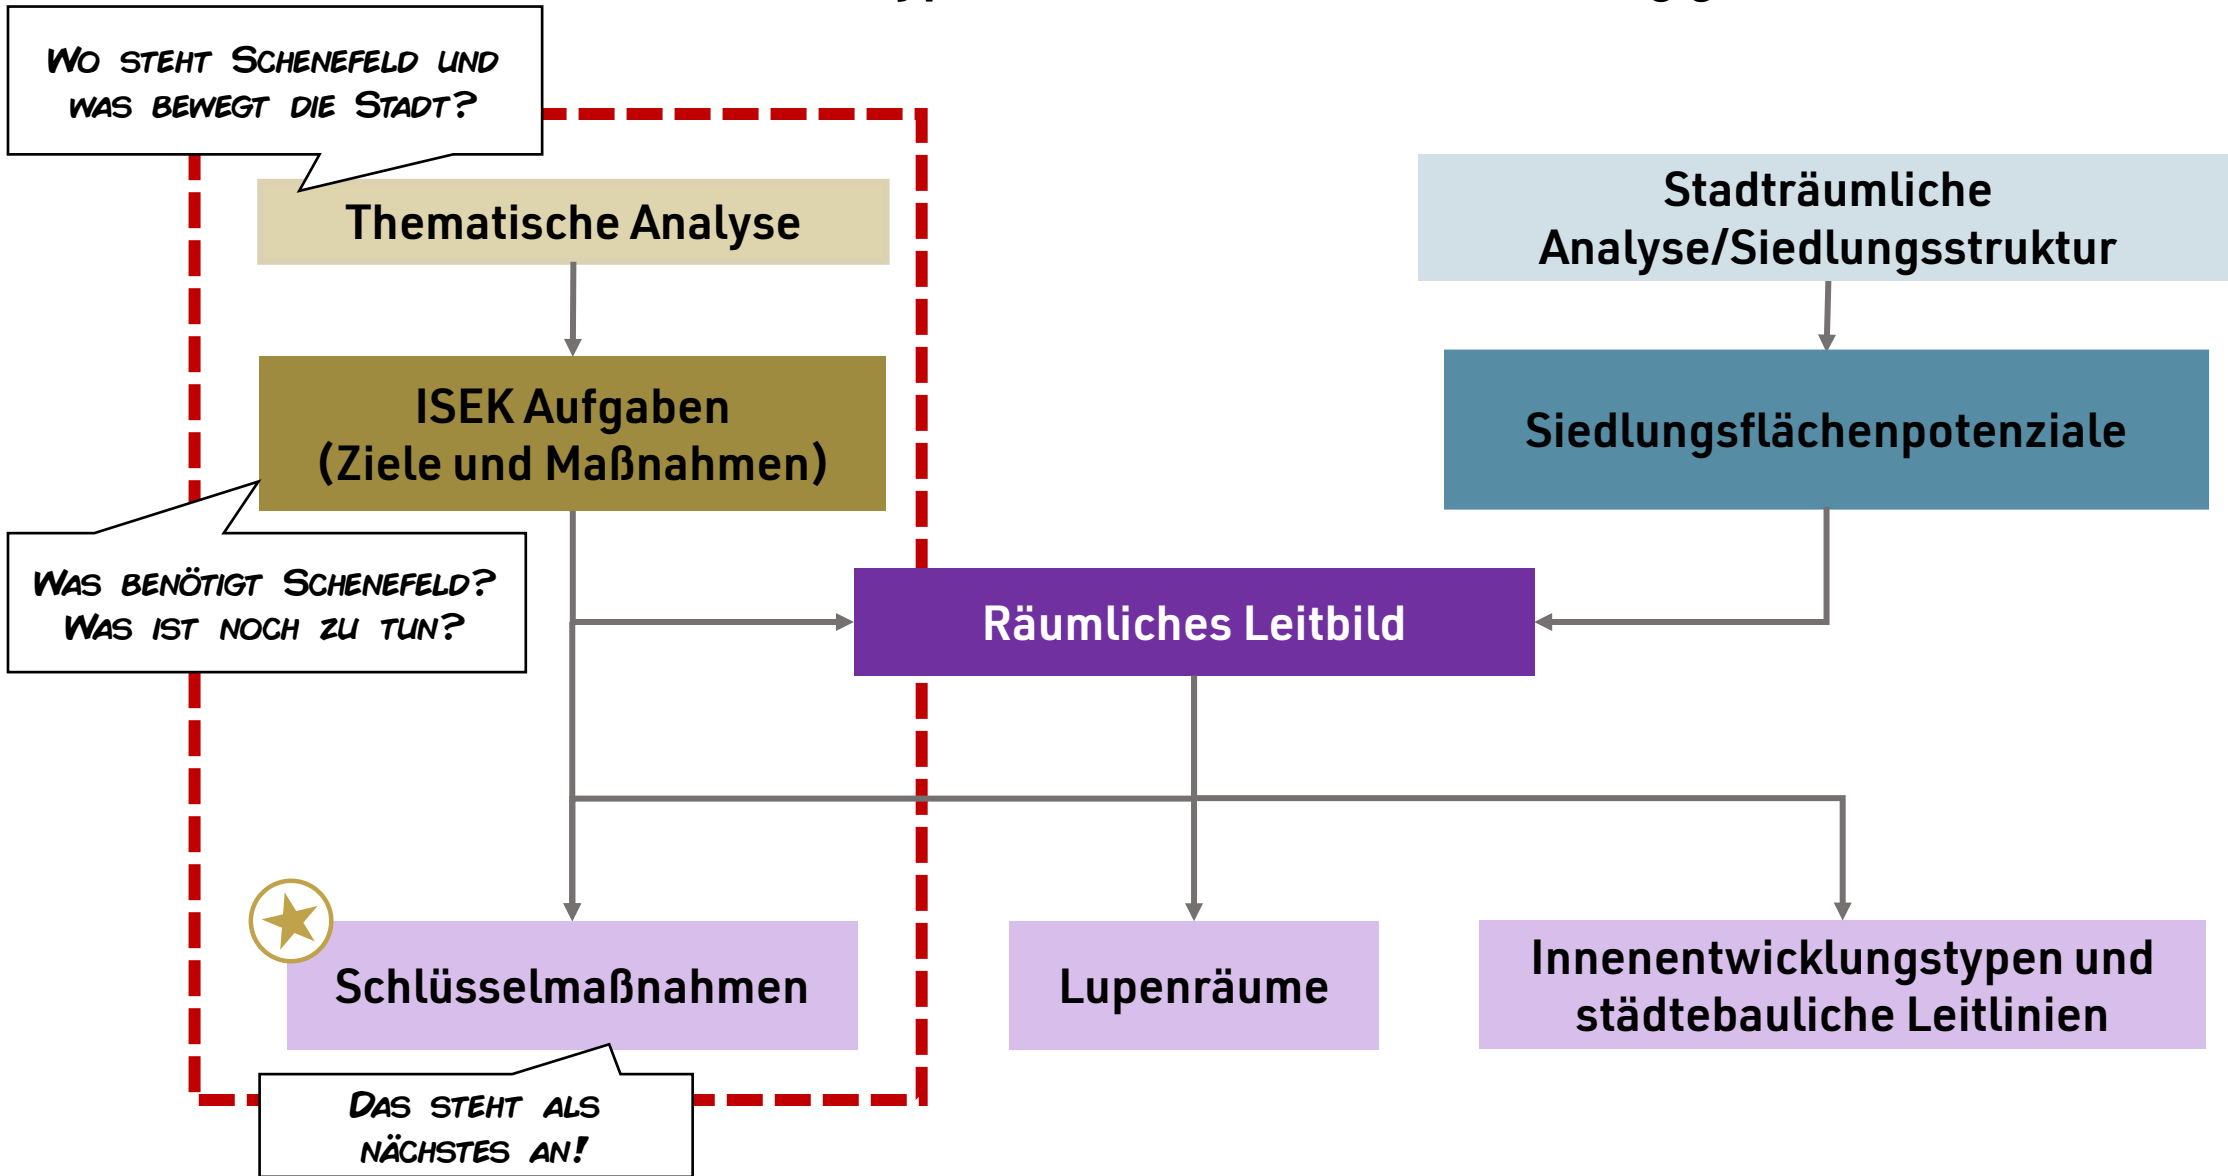 Wo steht Schenefeld und
was bewegt die Stadt?
Thematische Analyse
Stadträumliche
Analyse/Siedlungsstruktur
ISEK Aufgaben
(Ziele und Maßnahmen)
Siedlungsflächenpotenziale
Was benötigt Schenefeld?
Was ist noch zu tun?
Räumliches Leitbild
Schlüsselmaßnahmen
Lupenräume
Innenentwicklungstypen und
städtebauliche Leitlinien
Das steht als
nächstes an!